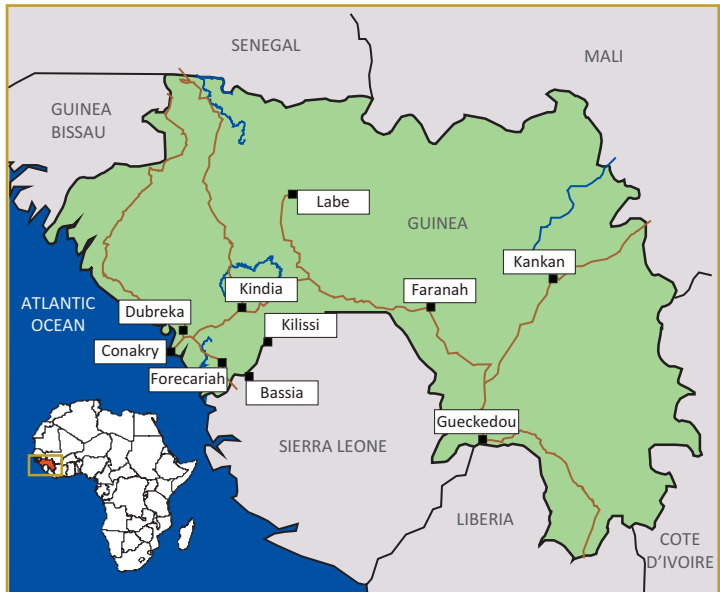 SENEGAL
MALI
GUINEA
BISSAU
Labe
GUINEA
Kankan
Kindia
Faranah
ATLANTIC
OCEAN
Dubreka
Kilissi
Conakry
Forecariah
Bassia
Gueckedou
SIERRA LEONE
LIBERIA
COTE
D'IVOIRE